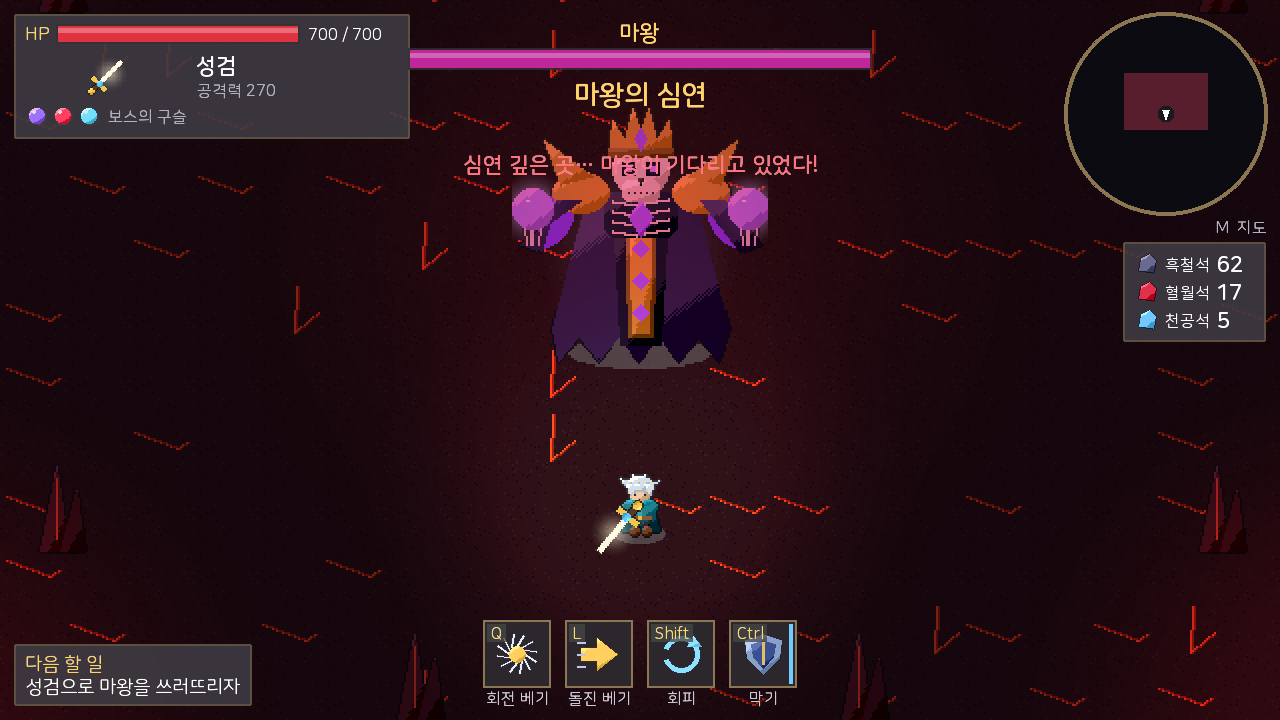 HP 700 / 700
성검
공격력 270
보스의 구슬
마왕
마왕의 심연
심연 깊은 곳… 마왕이 기다리고 있었다!
M 지도
흑철석 62
혈월석 17
천공석 5
다음 할 일
성검으로 마왕을 쓰러뜨리자
Q
회전 베기
L
돌진 베기
Shift
회피
Ctrl
막기